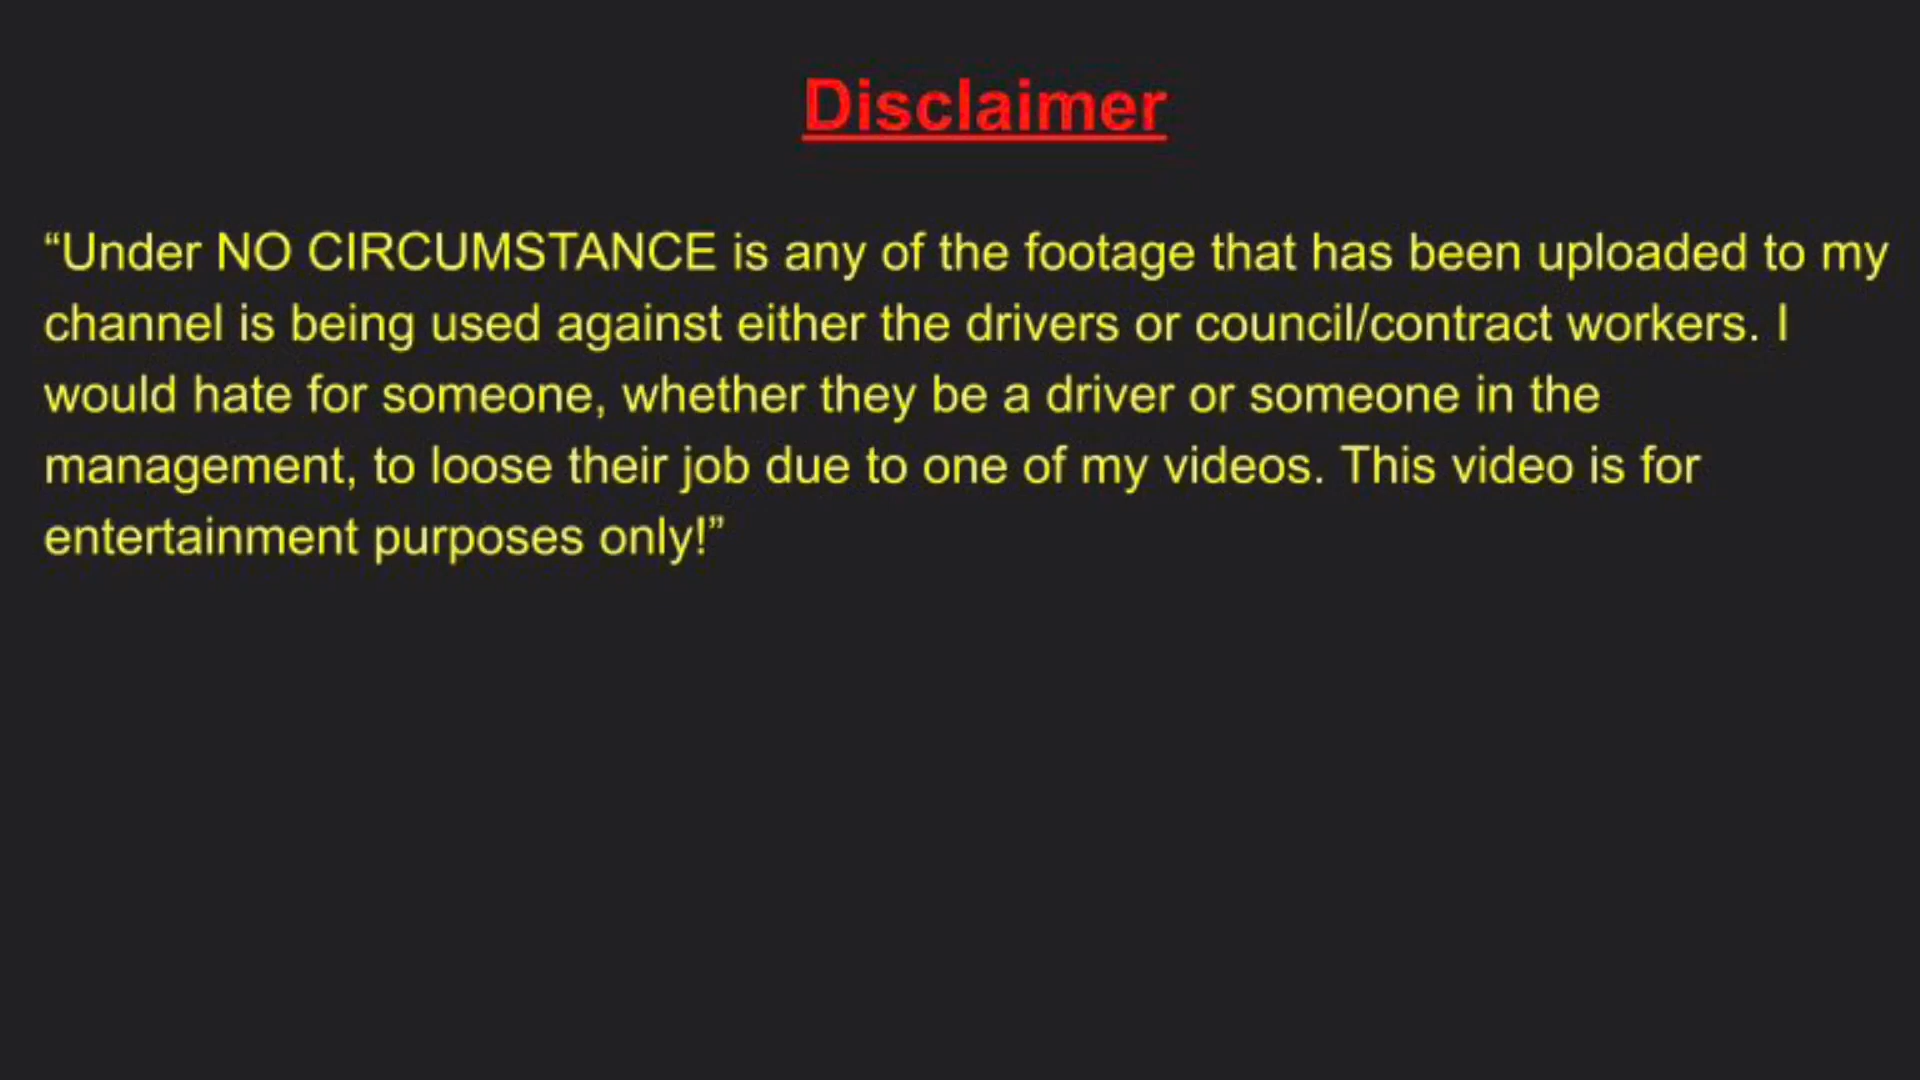 Disclaimer
“Under NO CIRCUMSTANCE is any of the footage that has been uploaded to my
channel is being used against either the drivers or council/contract workers. I
would hate for someone, whether they be a driver or someone in the
management, to loose their job due to one of my videos. This video is for
entertainment purposes only!”